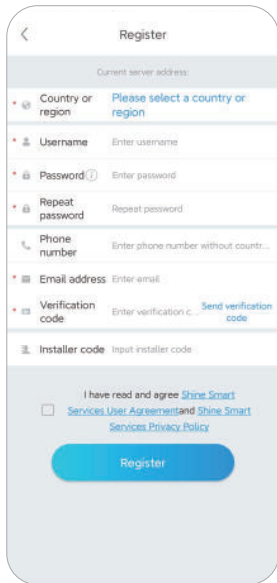 Register
Current server address:
* Country or Please select a country or
region region
* Username Enter username
* Password Enter password
* Repeat Repeat password
password
Phone Enter phone number without countr...
number
* Email address Enter email
* Verification Enter verification c... Send verification
code code
Installer code Input installer code
I have read and agree Shine Smart
Services User Agreementand Shine Smart
Services Privacy Policy
Register